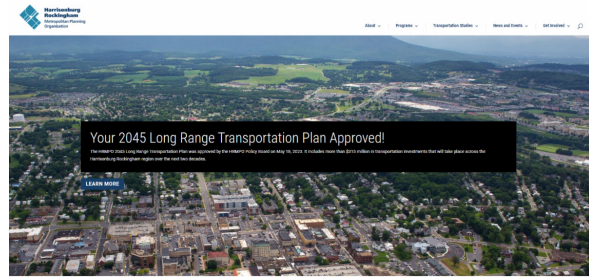 Harrisonburg
Rockingham
Metropolitan Planning
Organization
About
Programs
Transportation Studies
News and Events
Get Involved
Your 2045 Long Range Transportation Plan Approved!
The HRMPO 2045 Long Range Transportation Plan was approved by the HRMPO Policy Board on May 18, 2023. It includes more than $213 million in transportation investments that will take place across the
Harrisonburg Rockingham region over the next two decades.
LEARN MORE